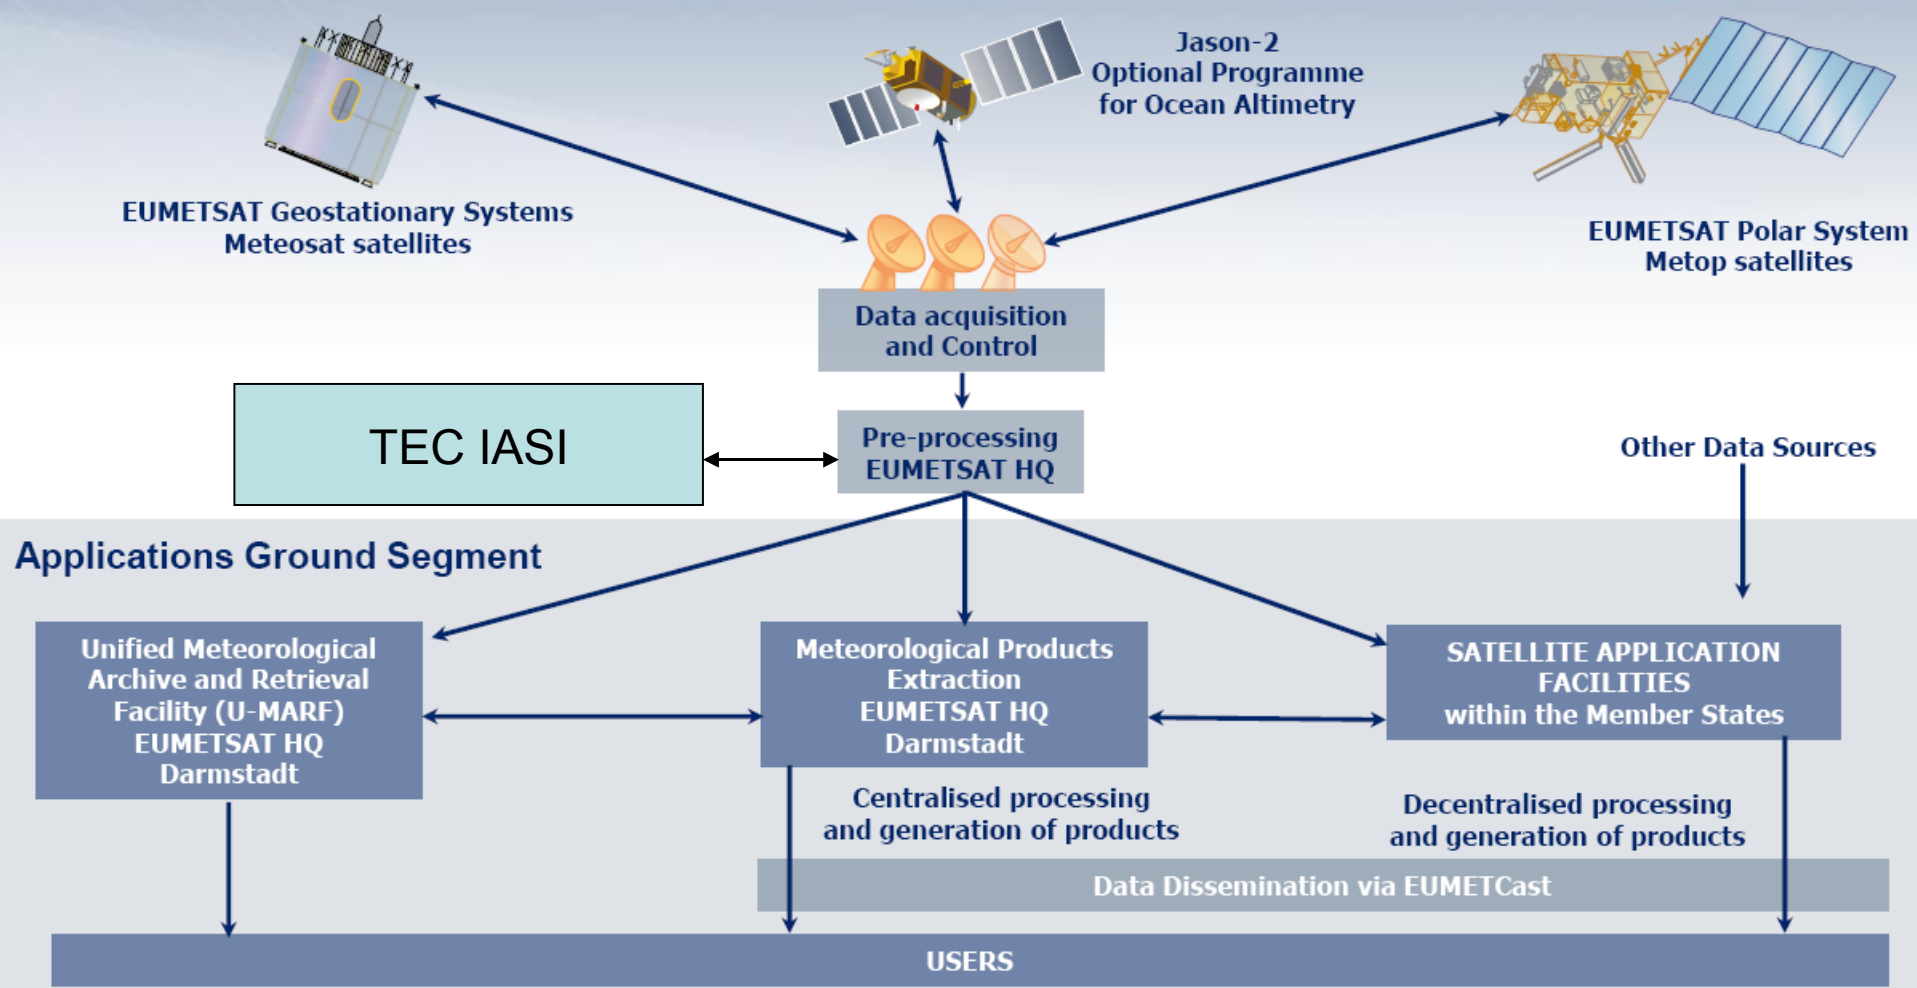 Jason-2
Optional Programme
for Ocean Altimetry
EUMETSAT Geostationary Systems
Meteosat satellites
EUMETSAT Polar System
Metop satellites
Data acquisition
and Control
TEC IASI
Pre-processing
EUMETSAT HQ
Other Data Sources
Applications Ground Segment
Unified Meteorological
Archive and Retrieval
Facility (U-MARF)
EUMETSAT HQ
Darmstadt
Meteorological Products
Extraction
EUMETSAT HQ
Darmstadt
SATELLITE APPLICATION
FACILITIES
within the Member States
Centralised processing
and generation of products
Decentralised processing
and generation of products
Data Dissemination via EUMETCast
USERS